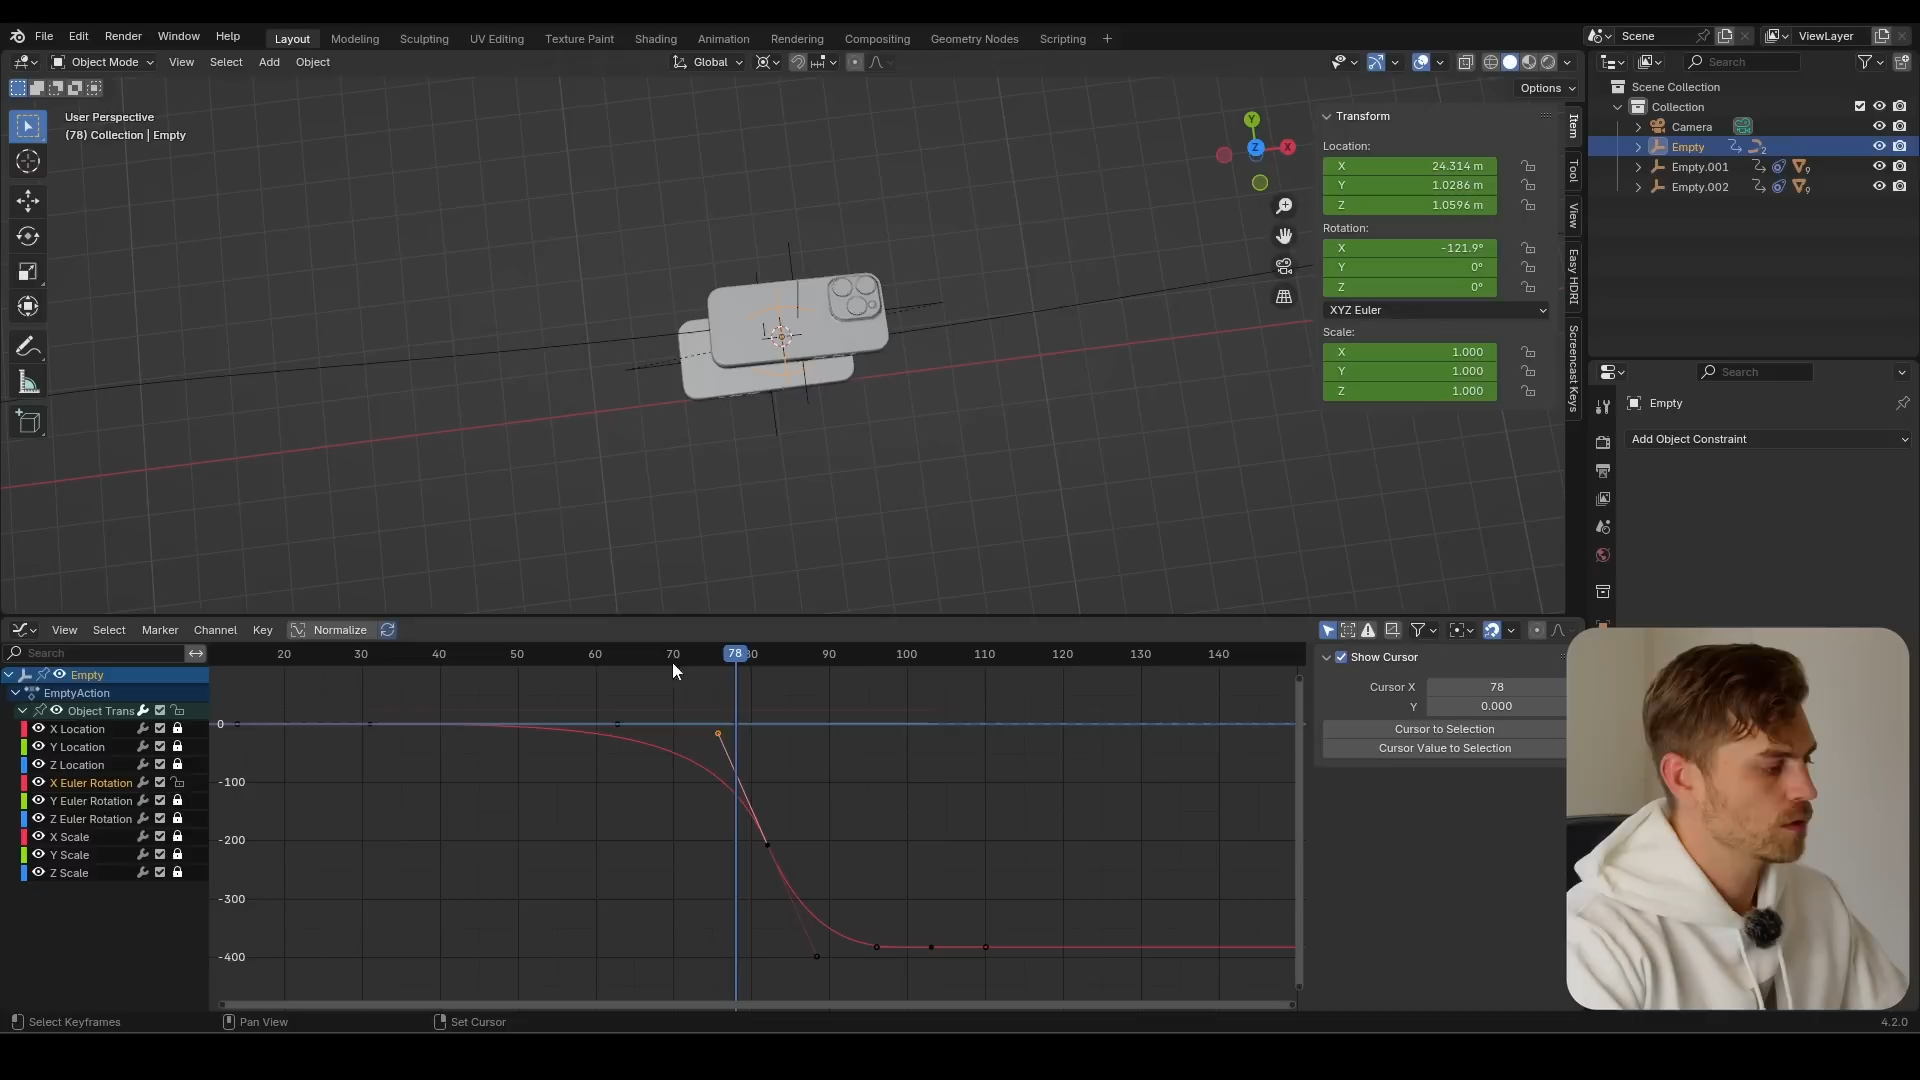 File Edit Render Window Help Layout Modeling Sculpting UV Editing Texture Paint Shading Animation Rendering Compositing Geometry Nodes Scripting + Scene ViewLayer
Object Mode View Select Add Object Global Search
Options
User Perspective
(78) Collection | Empty
Y
Z
X
Transform
Location:
X 24.314 m
Y 1.0286 m
Z 1.0596 m
Rotation:
X -121.9°
Y 0°
Z 0°
XYZ Euler
Scale:
X 1.000
Y 1.000
Z 1.000
Item
Tool
View
Easy HDRI
Screencast Keys
Scene Collection
Collection
Camera
Empty 2
Empty.001 9
Empty.002 9
Search
Empty
Add Object Constraint
View Select Marker Channel Key Normalize
Search
20 30 40 50 60 70 78 80 90 100 110 120 130 140
Empty
EmptyAction
Object Trans
X Location
Y Location
Z Location
X Euler Rotation
Y Euler Rotation
Z Euler Rotation
X Scale
Y Scale
Z Scale
0
-100
-200
-300
-400
Show Cursor
Cursor X 78
Y 0.000
Cursor to Selection
Cursor Value to Selection
Select Keyframes Pan View Set Cursor 4.2.0